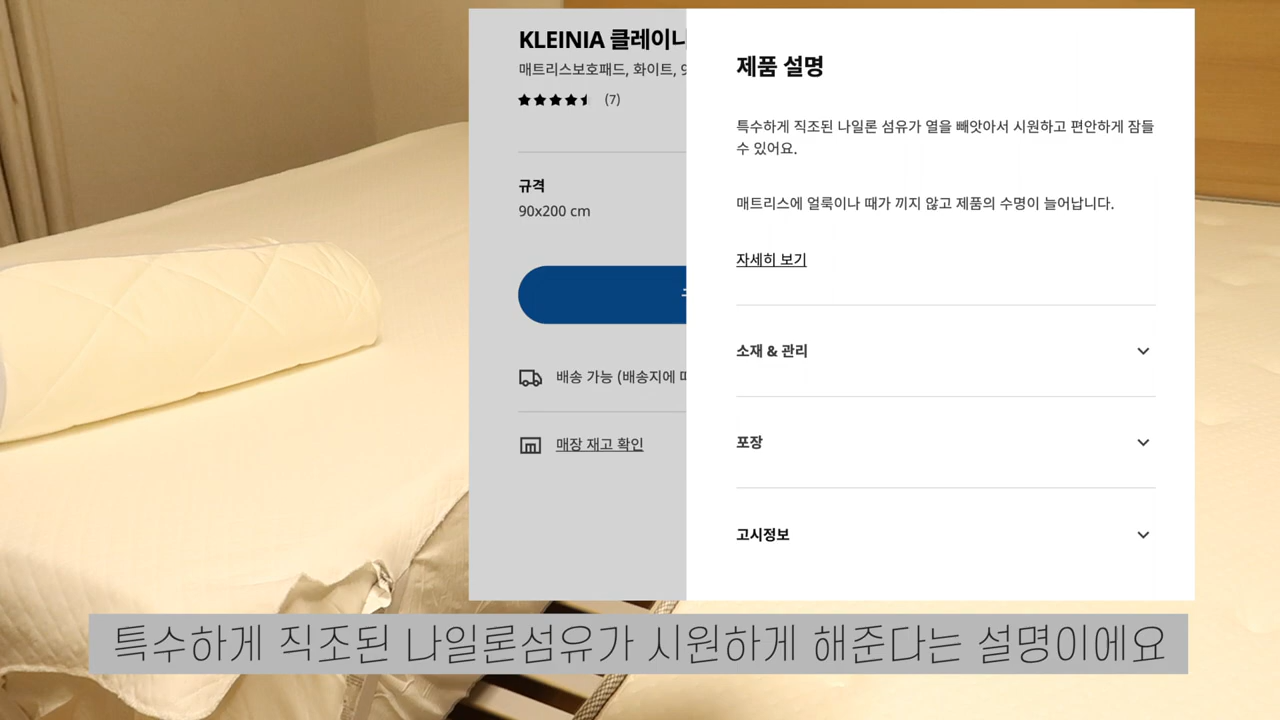 KLEINIA 클레이
매트리스보호패드, 화이트,
(7)
규격
90x200 cm
배송 가능 (배송지에
매장 재고 확인
제품 설명
특수하게 직조된 나일론 섬유가 열을 빼앗아서 시원하고 편안하게 잠들
수 있어요.
매트리스에 얼룩이나 때가 끼지 않고 제품의 수명이 늘어납니다.
자세히 보기
소재 & 관리
포장
고시정보
특수하게 직조된 나일론섬유가 시원하게 해준다는 설명이에요